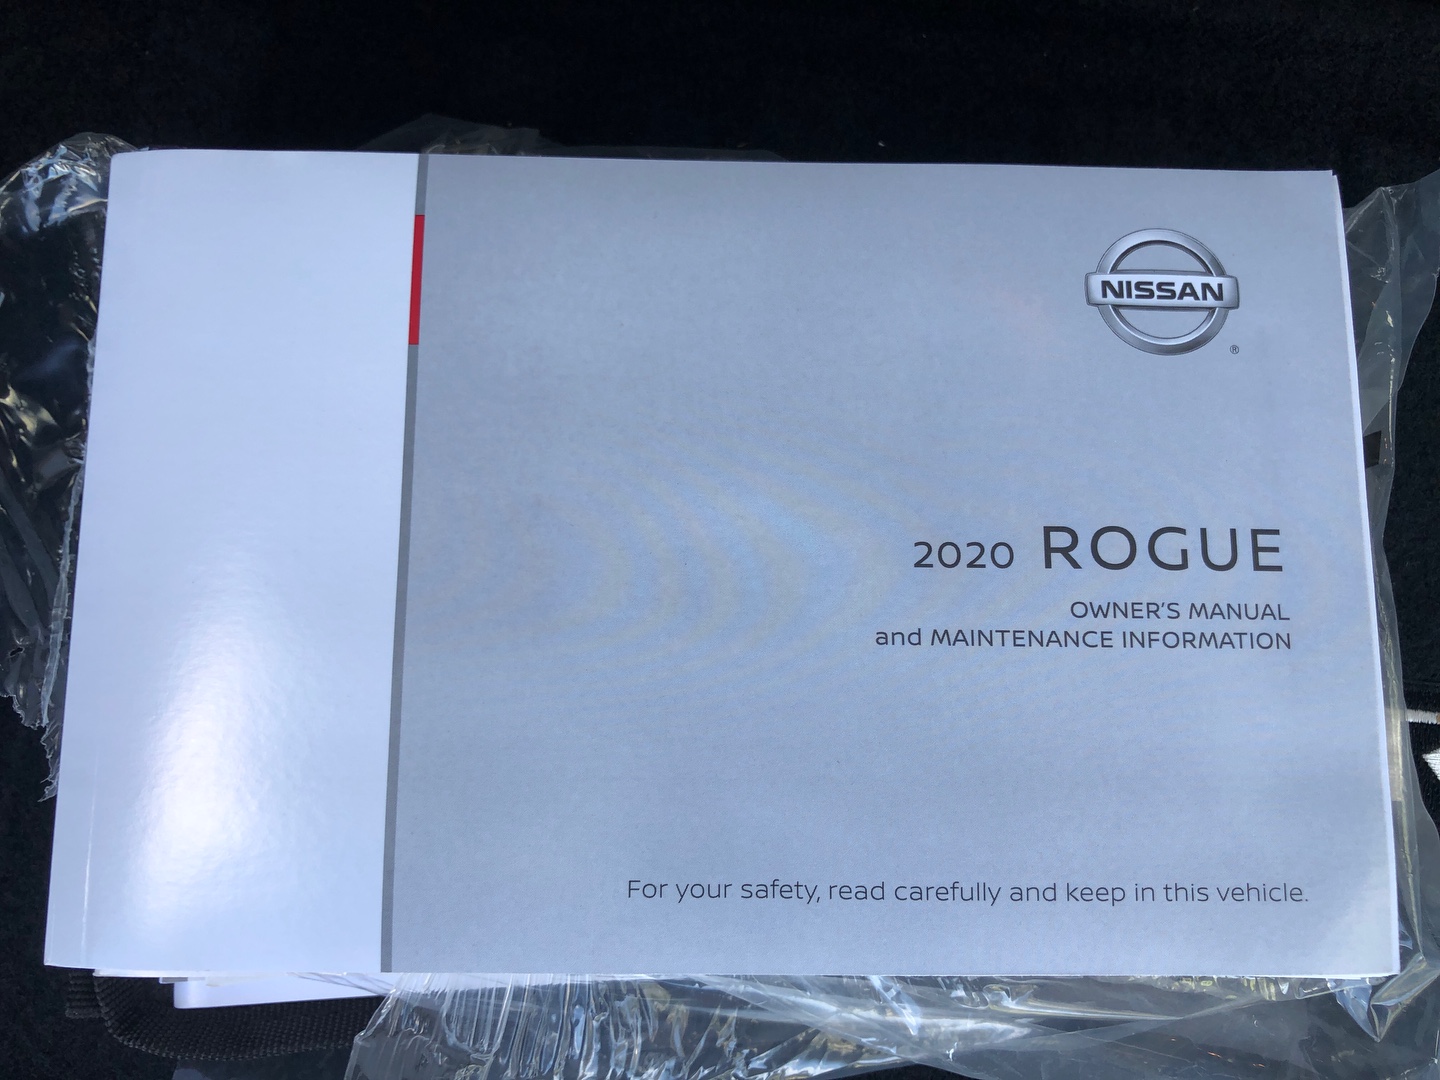 NISSAN
®
2020 ROGUE
OWNER'S MANUAL
and MAINTENANCE INFORMATION
For your safety, read carefully and keep in this vehicle.